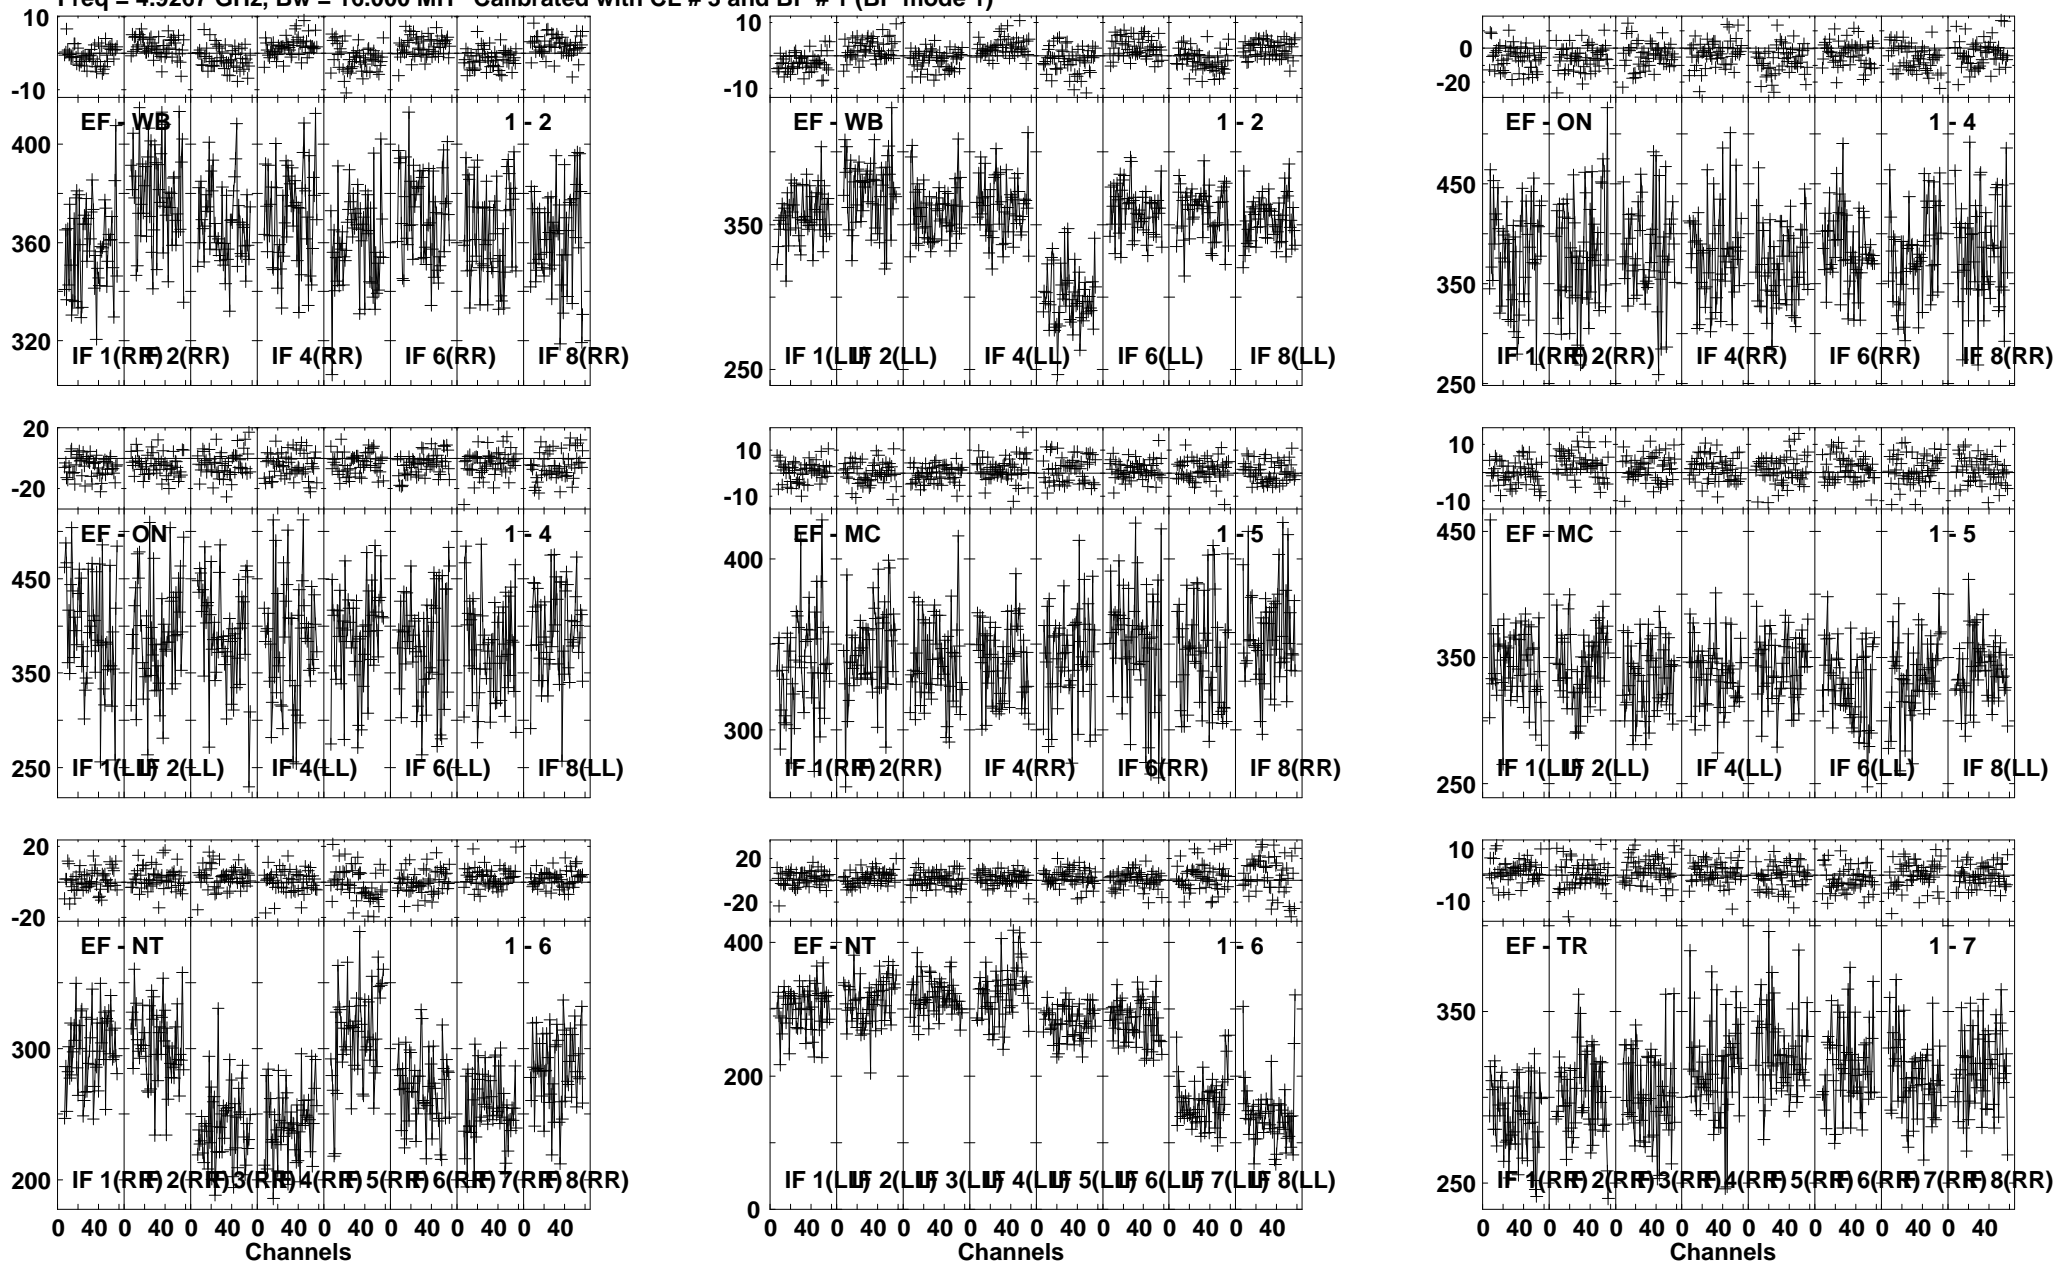 Freq = 4.9267 GHz, Bw = 16.000 MH Calibrated with CL # 3 and BP # 1 (BP mode 1)
10
-10
EF - WB 1 - 2
400
360
320
IF 1(RR) IF 2(RR) IF 4(RR) IF 6(RR) IF 8(RR)
10
-10
EF - WB 1 - 2
350
250
IF 1(LL) IF 2(LL) IF 4(LL) IF 6(LL) IF 8(LL)
0
-20
EF - ON 1 - 4
450
350
250
IF 1(RR) IF 2(RR) IF 4(RR) IF 6(RR) IF 8(RR)
20
-20
EF - ON 1 - 4
450
350
250
IF 1(LL) IF 2(LL) IF 4(LL) IF 6(LL) IF 8(LL)
10
-10
EF - MC 1 - 5
400
300
IF 1(RR) IF 2(RR) IF 4(RR) IF 6(RR) IF 8(RR)
10
-10
EF - MC 1 - 5
450
350
250
IF 1(LL) IF 2(LL) IF 4(LL) IF 6(LL) IF 8(LL)
20
-20
EF - NT 1 - 6
300
200
IF 1(RR) IF 2(RR) IF 3(RR) IF 4(RR) IF 5(RR) IF 6(RR) IF 7(RR) IF 8(RR)
0 40 0 40 0 40 0 40 0 40 0 40 0 40 0 40
Channels
20
-20
EF - NT 1 - 6
400
200
0
IF 1(LL) IF 2(LL) IF 3(LL) IF 4(LL) IF 5(LL) IF 6(LL) IF 7(LL) IF 8(LL)
0 40 0 40 0 40 0 40 0 40 0 40 0 40 0 40
Channels
10
-10
EF - TR 1 - 7
350
250
IF 1(RR) IF 2(RR) IF 3(RR) IF 4(RR) IF 5(RR) IF 6(RR) IF 7(RR) IF 8(RR)
0 40 0 40 0 40 0 40 0 40 0 40 0 40 0 40
Channels